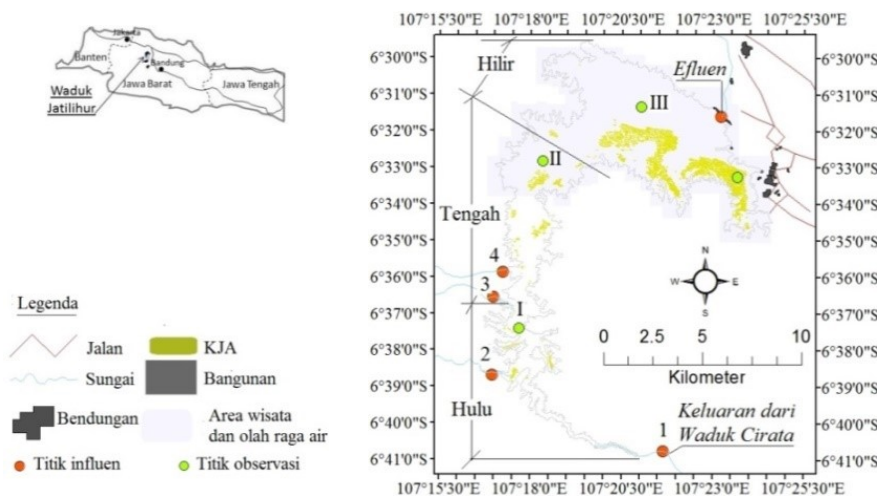 Jakarta
Banten
Bandung
Waduk
Jatilihur
Jawa Barat
Jawa Tengah
Legenda
Jalan
KJA
Sungai
Bangunan
Bendungan
Area wisata
dan olah raga air
Titik influen
Titik observasi
107°15'30"E 107°18'0"E 107°20'30"E 107°23'0"E 107°25'30"E
6°30'0"S
6°31'0"S
6°32'0"S
6°33'0"S
6°34'0"S
6°35'0"S
6°36'0"S
6°37'0"S
6°38'0"S
6°39'0"S
6°40'0"S
6°41'0"S
Hilir
Efluen
III
II
Tengah
4
3
I
2
Hulu
1
N
W E
S
0 2.5 5 10
Kilometer
Keluaran dari
Waduk Cirata
6°30'0"S
6°31'0"S
6°32'0"S
6°33'0"S
6°34'0"S
6°35'0"S
6°36'0"S
6°37'0"S
6°38'0"S
6°39'0"S
6°40'0"S
6°41'0"S
107°15'30"E 107°18'0"E 107°20'30"E 107°23'0"E 107°25'30"E